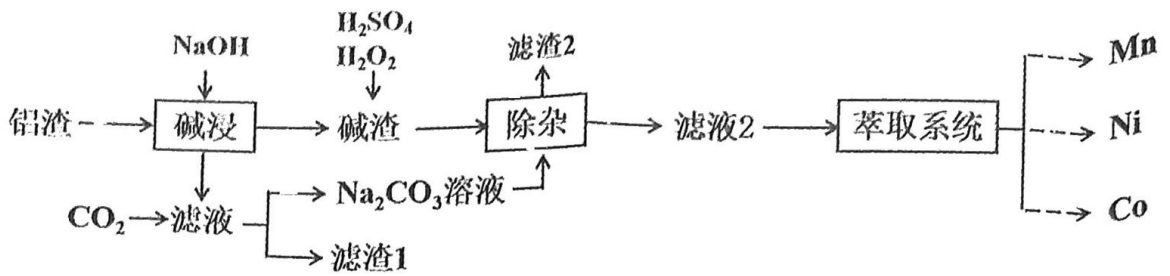 H₂SO₄
NaOH
H₂O₂
滤渣2
Mn
铝渣
碱浸
碱渣
除杂
滤液2
萃取系统
Ni
CO₂
滤液
Na₂CO₃溶液
Co
滤渣1